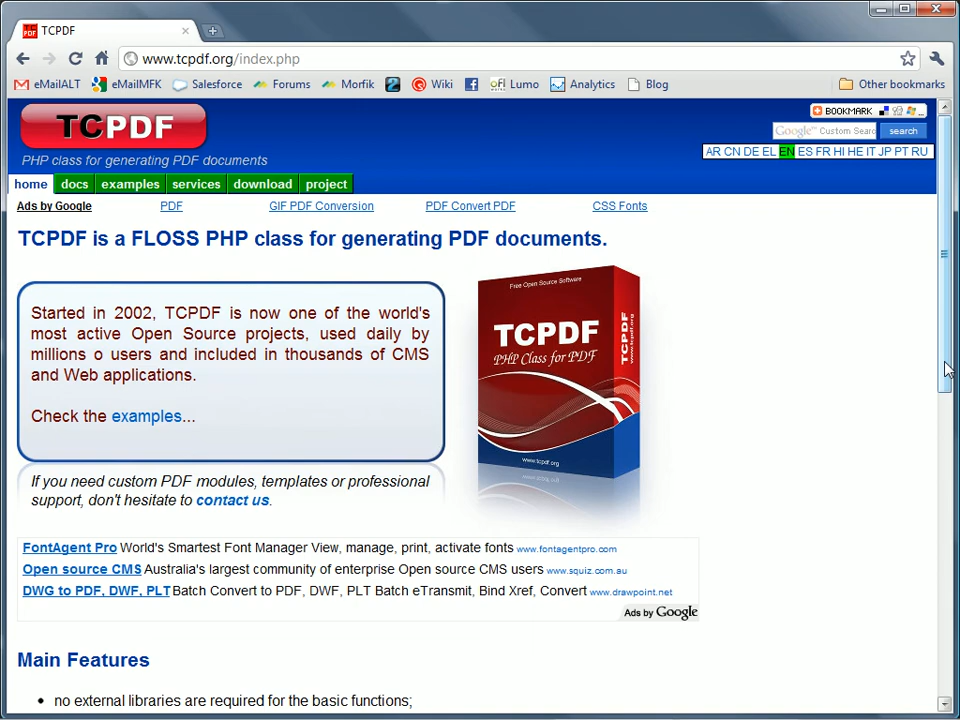 TCPDF
www.tcpdf.org/index.php
eMailALT eMailMFK Salesforce Forums Morfik Wiki Lumo Analytics Blog Other bookmarks
TCPDF
PHP class for generating PDF documents
BOOKMARK
Google™ Custom Searc search
AR CN DE EL EN ES FR HI HE IT JP PT RU
home docs examples services download project
Ads by Google PDF GIF PDF Conversion PDF Convert PDF CSS Fonts
TCPDF is a FLOSS PHP class for generating PDF documents.
Started in 2002, TCPDF is now one of the world's
most active Open Source projects, used daily by
millions o users and included in thousands of CMS
and Web applications.
Check the examples...
Free Open Source Software
TCPDF
PHP Class for PDF
www.tcpdf.org
TCPDF
www.tcpdf.org
If you need custom PDF modules, templates or professional
support, don't hesitate to contact us.
FontAgent Pro World's Smartest Font Manager View, manage, print, activate fonts www.fontagentpro.com
Open source CMS Australia's largest community of enterprise Open source CMS users www.squiz.com.au
DWG to PDF, DWF, PLT Batch Convert to PDF, DWF, PLT Batch eTransmit, Bind Xref, Convert www.drawpoint.net
Ads by Google
Main Features
• no external libraries are required for the basic functions;